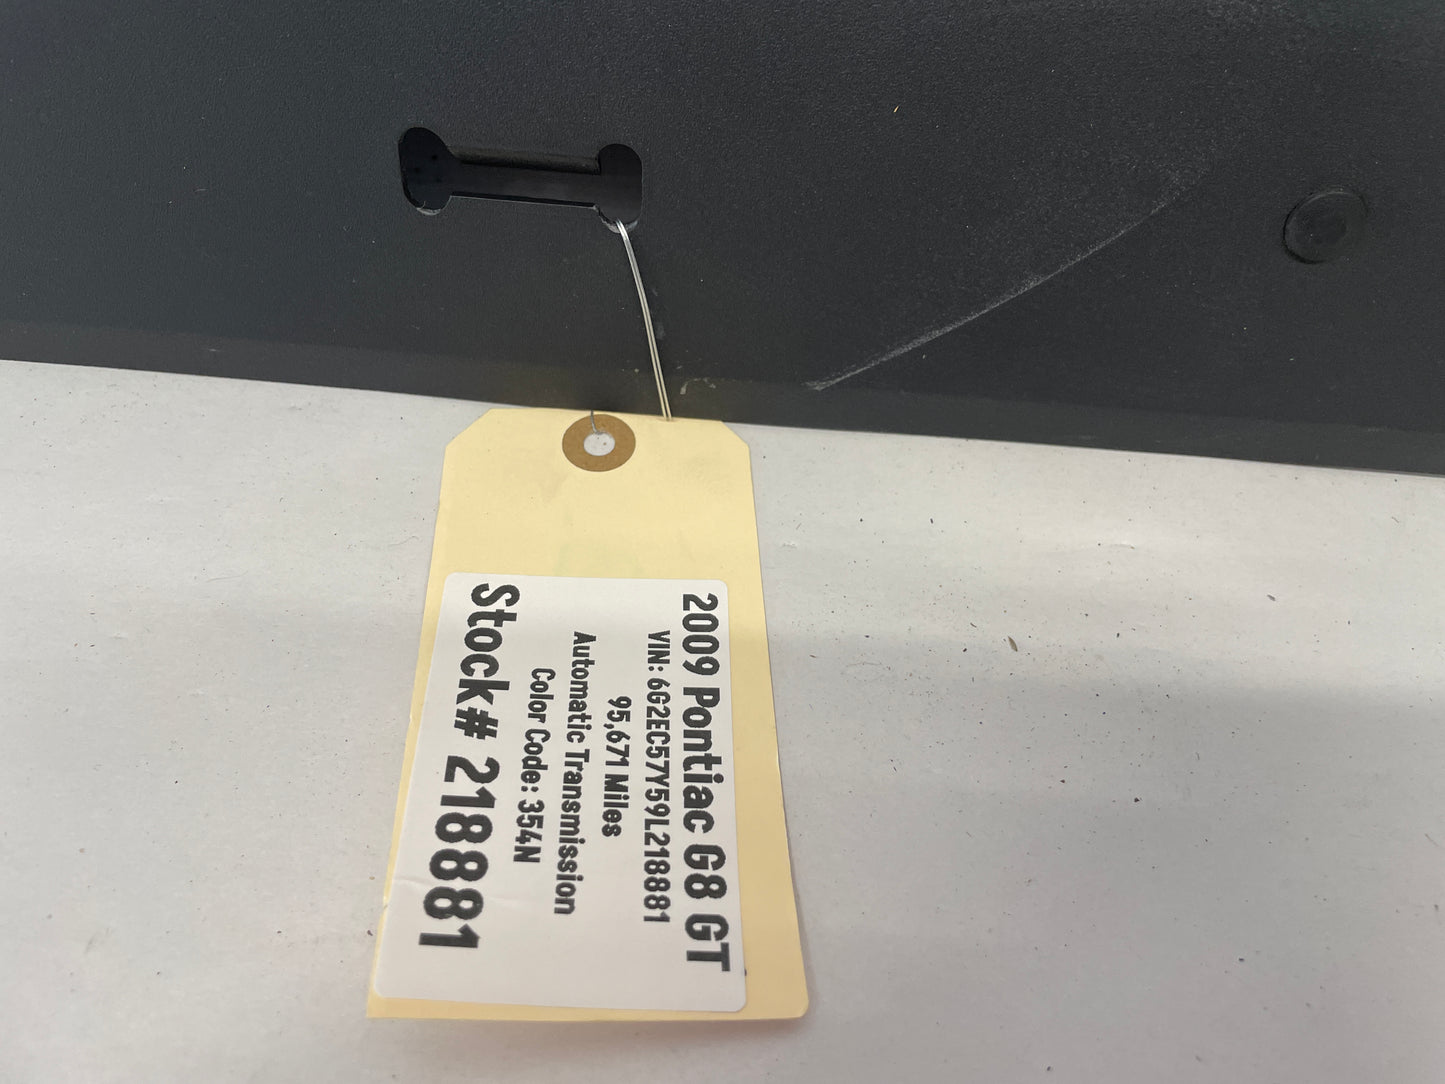 2009 Pontiac G8 GT
VIN: 6G2EC57Y59L218881
95,671 Miles
Automatic Transmission
Color Code: 354N
Stock# 218881